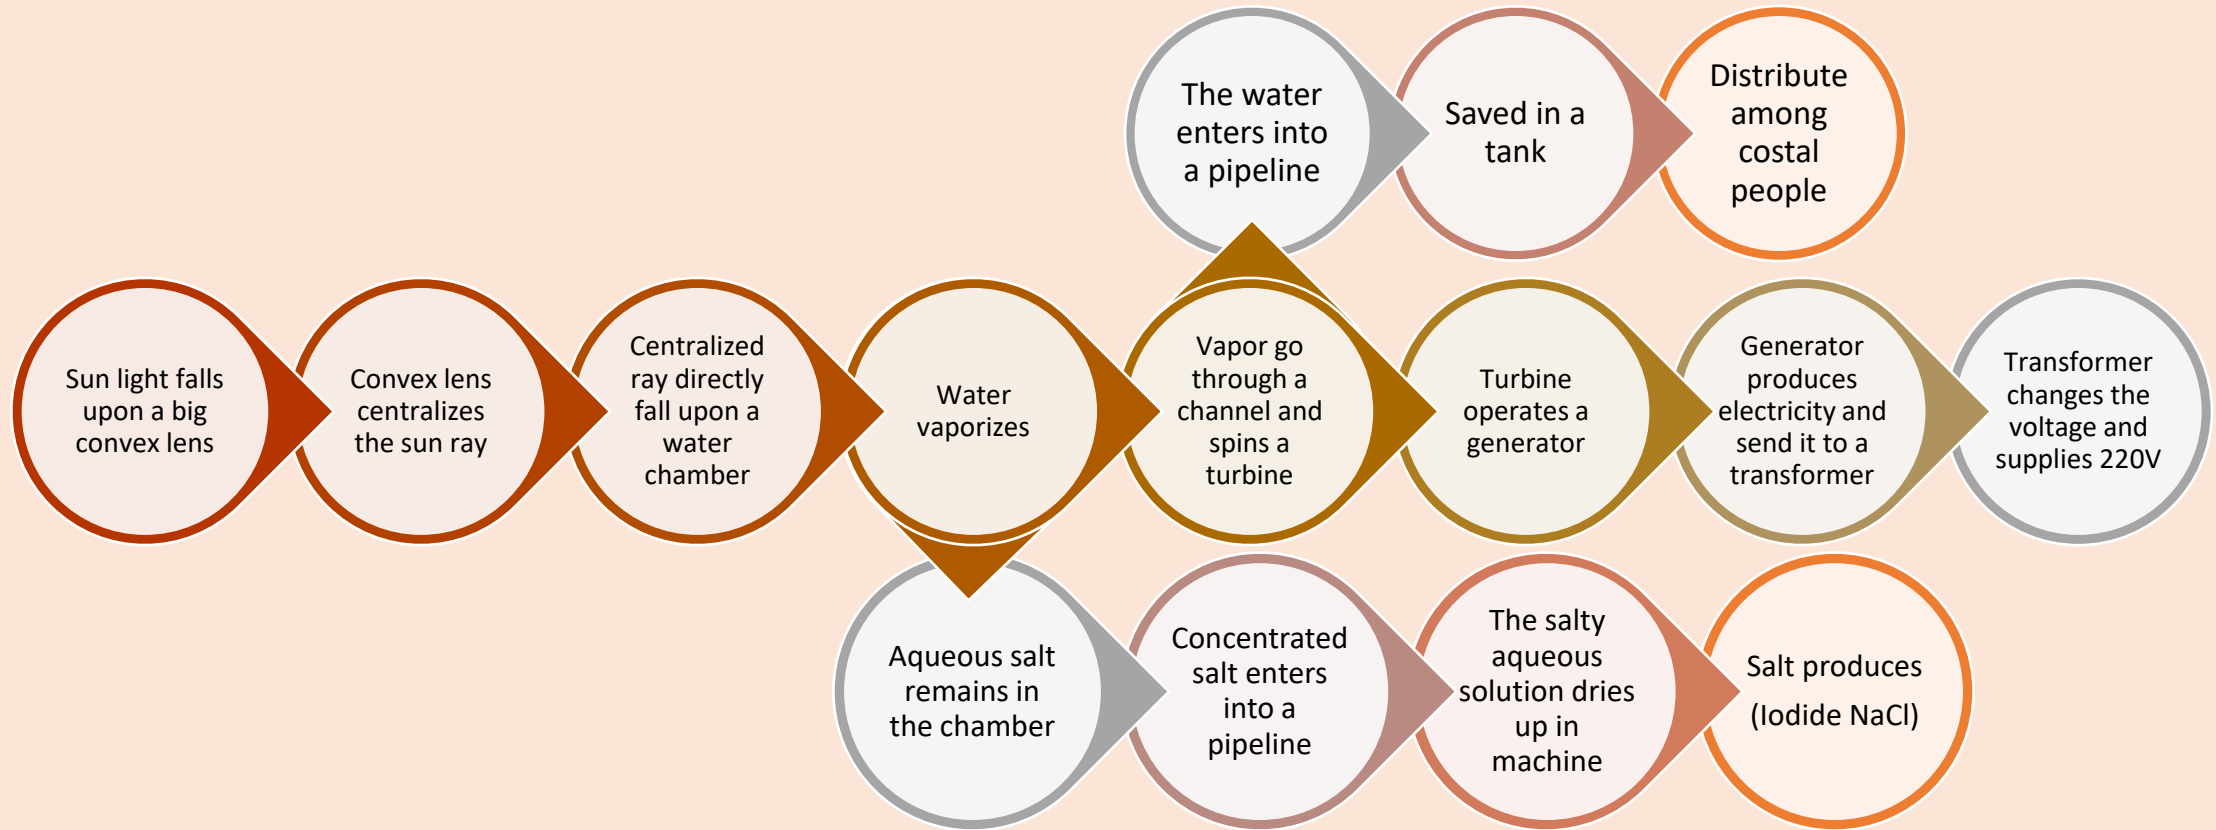 The water
enters into
a pipeline
Saved in a
tank
Distribute
among
costal
people
Sun light falls
upon a big
convex lens
Convex lens
centralizes
the sun ray
Centralized
ray directly
fall upon a
water
chamber
Water
vaporizes
Vapor go
through a
channel and
spins a
turbine
Turbine
operates a
generator
Generator
produces
electricity and
send it to a
transformer
Transformer
changes the
voltage and
supplies 220V
Aqueous salt
remains in
the chamber
Concentrated
salt enters
into a
pipeline
The salty
aqueous
solution dries
up in
machine
Salt produces
(Iodide NaCl)